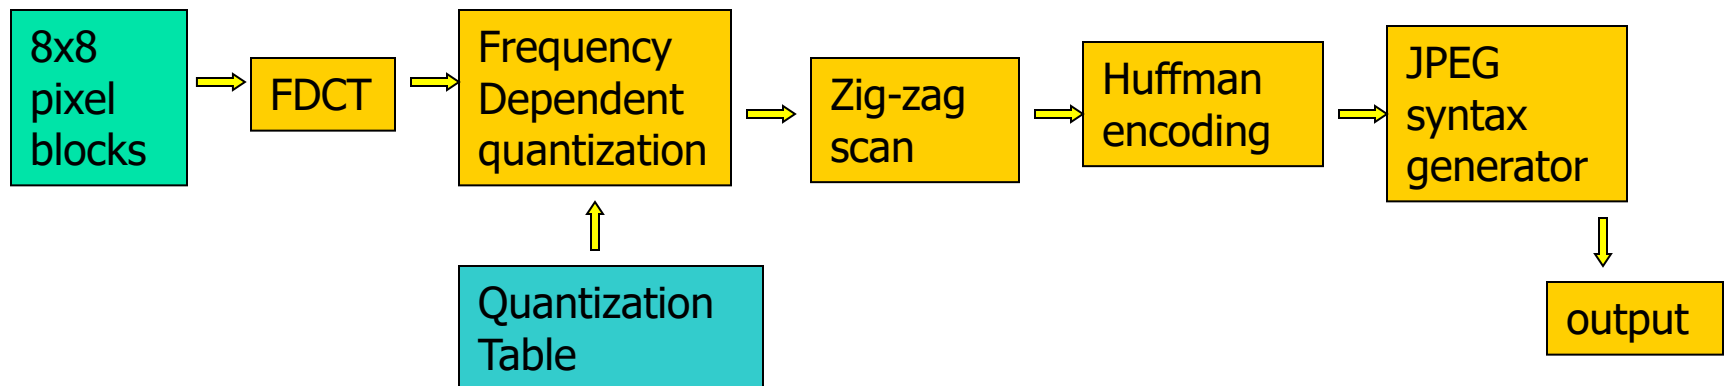 8x8
pixel
blocks
FDCT
Frequency
Dependent
quantization
Zig-zag
scan
Huffman
encoding
JPEG
syntax
generator
Quantization
Table
output